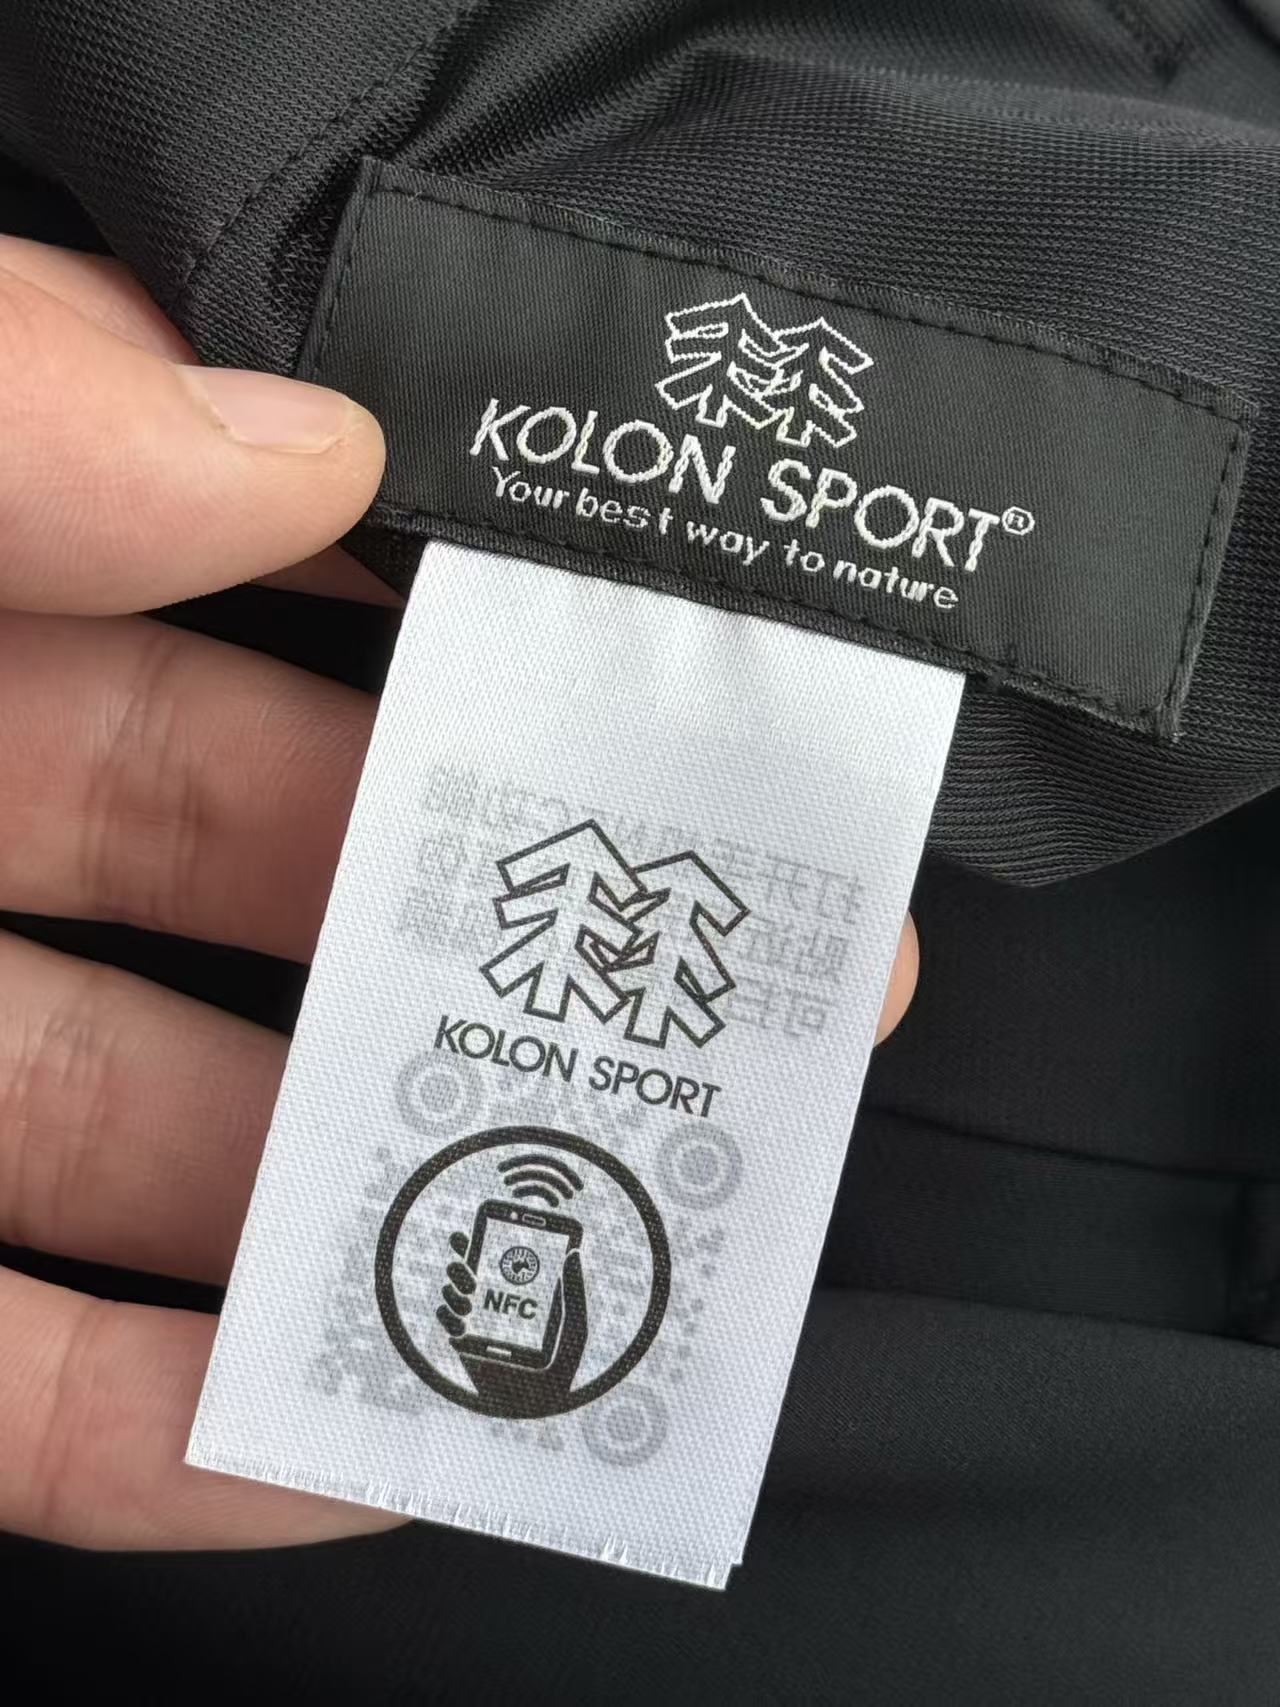 KOLON SPORT®
Your best way to nature
KOLON SPORT
NFC